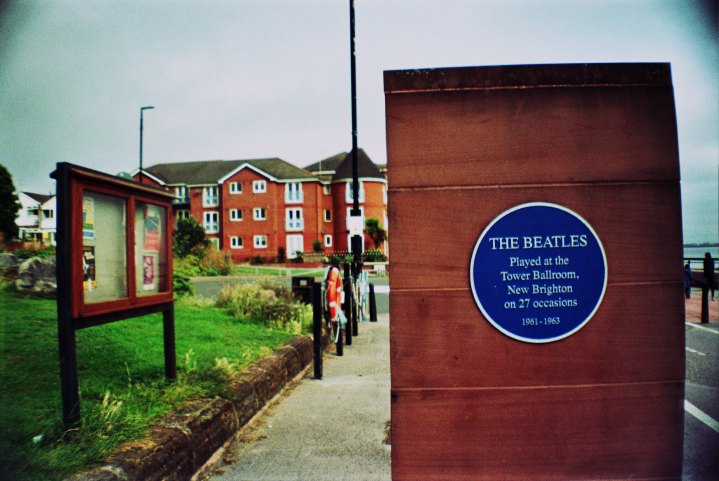 THE BEATLES
Played at the
Tower Ballroom,
New Brighton
on 27 occasions
1961-1963